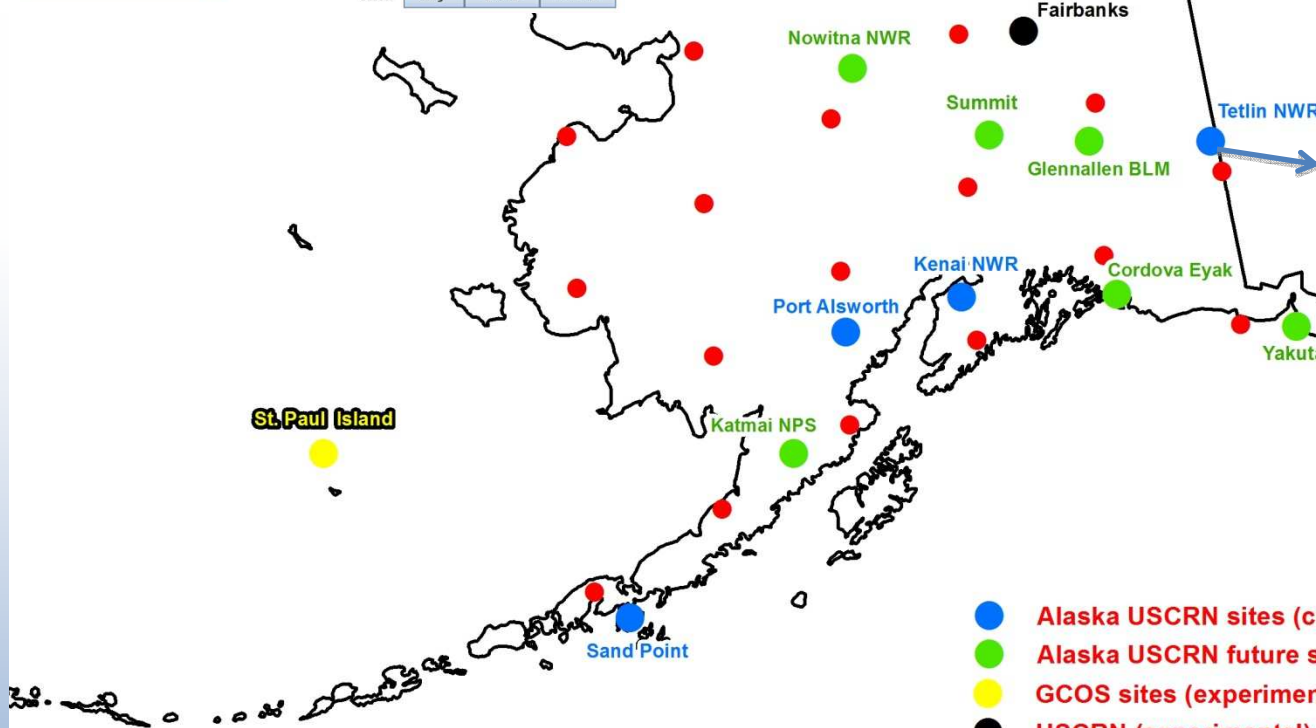 Fairbanks
Nowitna NWR
Summit
Tetlin NWR
Glennallen BLM
Kenai NWR
Cordova Eyak
Port Alsworth
St. Paul Island
Katmai NPS
Sand Point
Alaska USCRN sites
Alaska USCRN future
GCOS sites